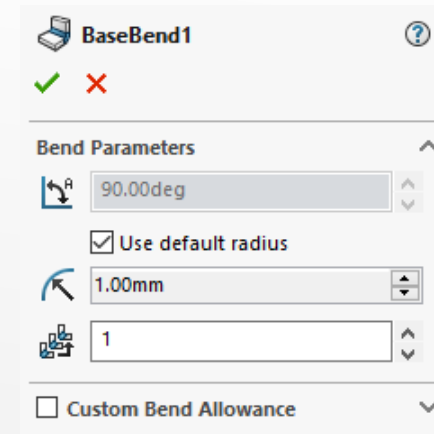 BaseBend1
Bend Parameters
90.00deg
Use default radius
1.00mm
1
Custom Bend Allowance